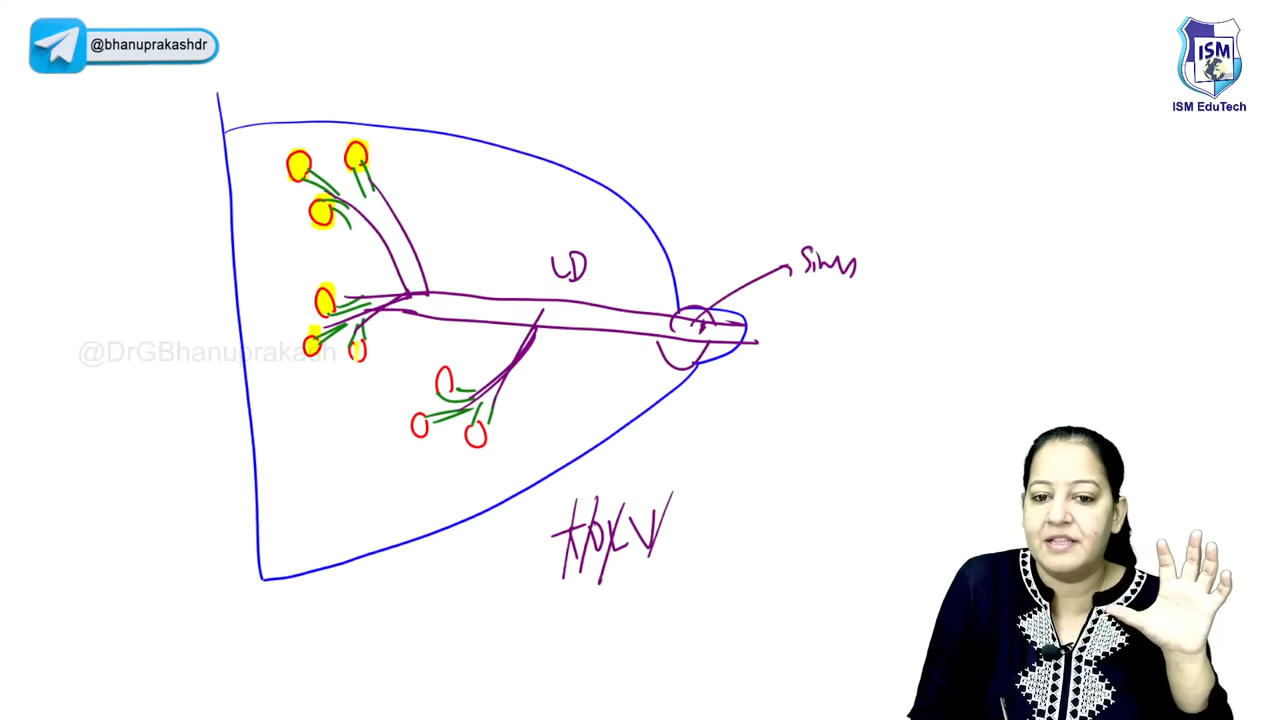 @bhanuprakashdr
ISM
ISM EduTech
LD
Sinus
@DrGBhanuprakash